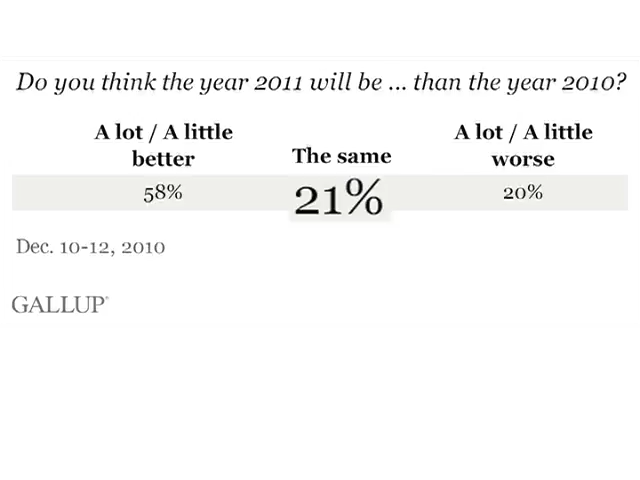 Do you think the year 2011 will be ... than the year 2010?
A lot / A little better
The same
A lot / A little worse
58%
21%
20%
Dec. 10-12, 2010
GALLUP®